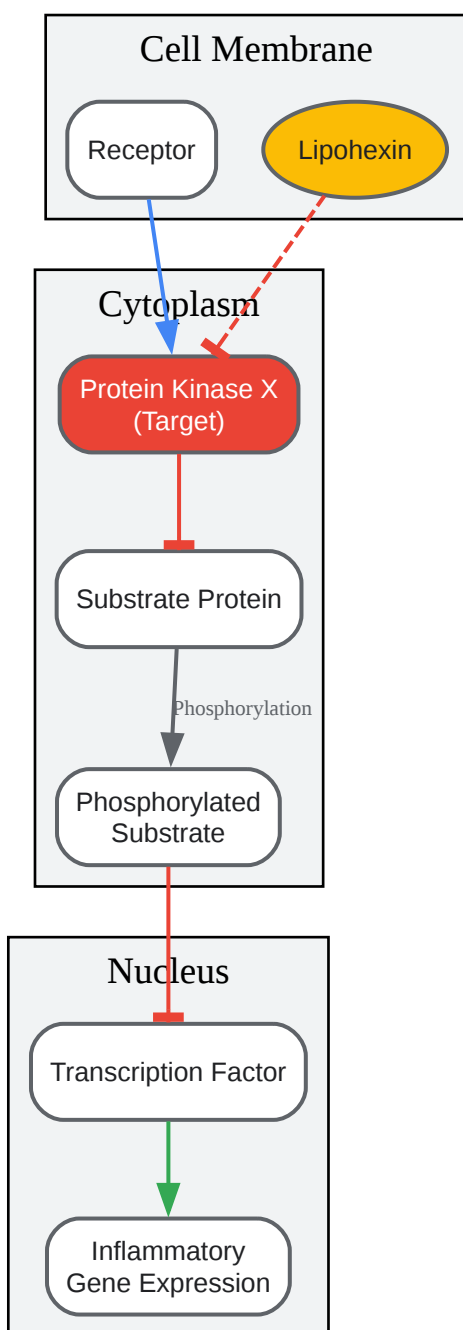 Cell Membrane
Receptor
Lipohexin
Cytoplasm
Protein Kinase X
(Target)
Substrate Protein
Phosphorylation
Phosphorylated
Substrate
Nucleus
Transcription Factor
Inflammatory
Gene Expression